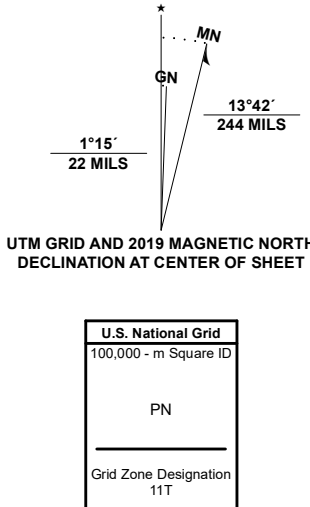 ★
MN
GN
13°42´
244 MILS
1°15´
22 MILS
UTM GRID AND 2019 MAGNETIC NORTH
DECLINATION AT CENTER OF SHEET
U.S. National Grid
100,000 - m Square ID
PN
Grid Zone Designation
11T